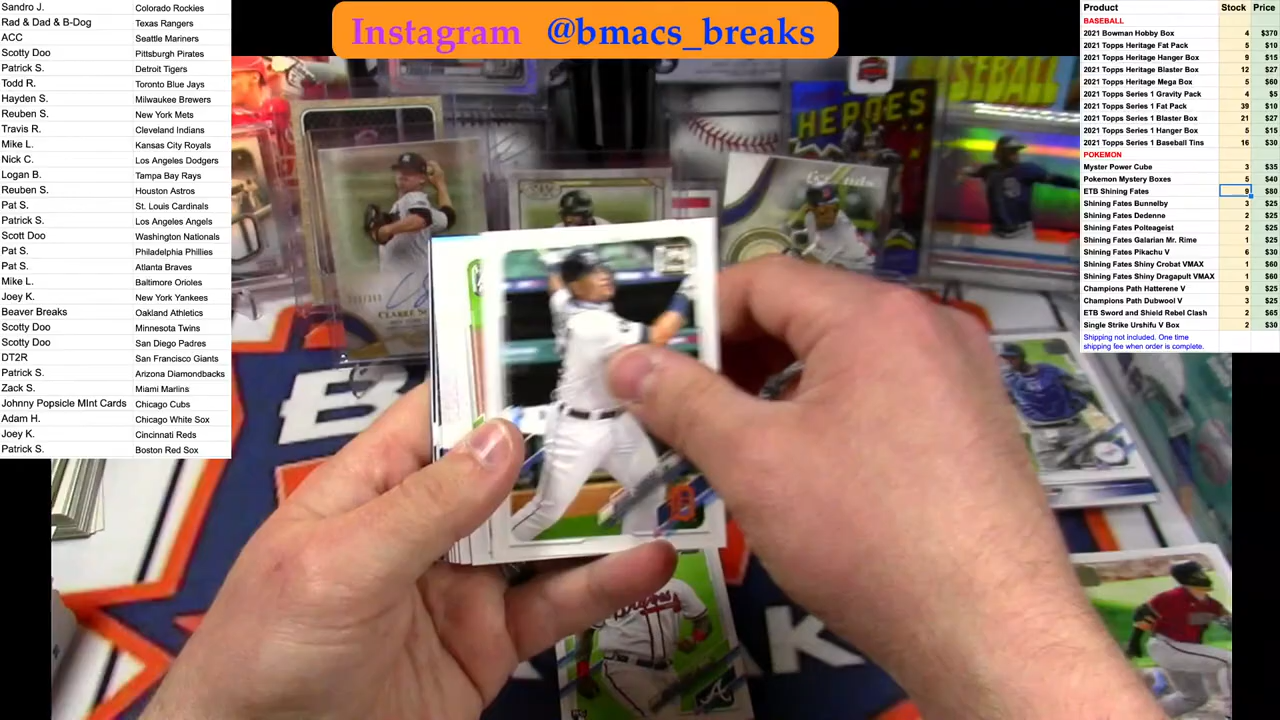 Instagram @bmacs_breaks
Sandro J. Colorado Rockies
Rad & Dad & B-Dog Texas Rangers
ACC Seattle Mariners
Scotty Doo Pittsburgh Pirates
Patrick S. Detroit Tigers
Todd R. Toronto Blue Jays
Hayden S. Milwaukee Brewers
Reuben S. New York Mets
Travis R. Cleveland Indians
Mike L. Kansas City Royals
Nick C. Los Angeles Dodgers
Logan B. Tampa Bay Rays
Reuben S. Houston Astros
Pat S. St. Louis Cardinals
Patrick S. Los Angeles Angels
Scott Doo Washington Nationals
Pat S. Philadelphia Phillies
Pat S. Atlanta Braves
Mike L. Baltimore Orioles
Joey K. New York Yankees
Beaver Breaks Oakland Athletics
Scotty Doo Minnesota Twins
Scotty Doo San Diego Padres
DT2R San Francisco Giants
Patrick S. Arizona Diamondbacks
Zack S. Miami Marlins
Johnny Popsicle MInt Cards Chicago Cubs
Adam H. Chicago White Sox
Joey K. Cincinnati Reds
Patrick S. Boston Red Sox
Product Stock Price
BASEBALL
2021 Bowman Hobby Box 4 $370
2021 Topps Heritage Fat Pack 5 $10
2021 Topps Heritage Hanger Box 9 $15
2021 Topps Heritage Blaster Box 12 $27
2021 Topps Heritage Mega Box 5 $60
2021 Topps Series 1 Gravity Pack 4 $5
2021 Topps Series 1 Fat Pack 39 $10
2021 Topps Series 1 Blaster Box 21 $27
2021 Topps Series 1 Hanger Box 5 $15
2021 Topps Series 1 Baseball Tins 16 $30
POKEMON
Myster Power Cube 3 $35
Pokemon Mystery Boxes 5 $40
ETB Shining Fates 9 $80
Shining Fates Bunnelby 3 $25
Shining Fates Dedenne 2 $25
Shining Fates Polteageist 2 $25
Shining Fates Galarian Mr. Rime 1 $25
Shining Fates Pikachu V 6 $30
Shining Fates Shiny Crobat VMAX 1 $60
Shining Fates Shiny Dragapult VMAX 1 $60
Champions Path Hatterene V 9 $25
Champions Path Dubwool V 3 $25
ETB Sword and Shield Rebel Clash 2 $65
Single Strike Urshifu V Box 2 $30
Shipping not included. One time
shipping fee when order is complete.
HEROES
BASEBALL
Braves